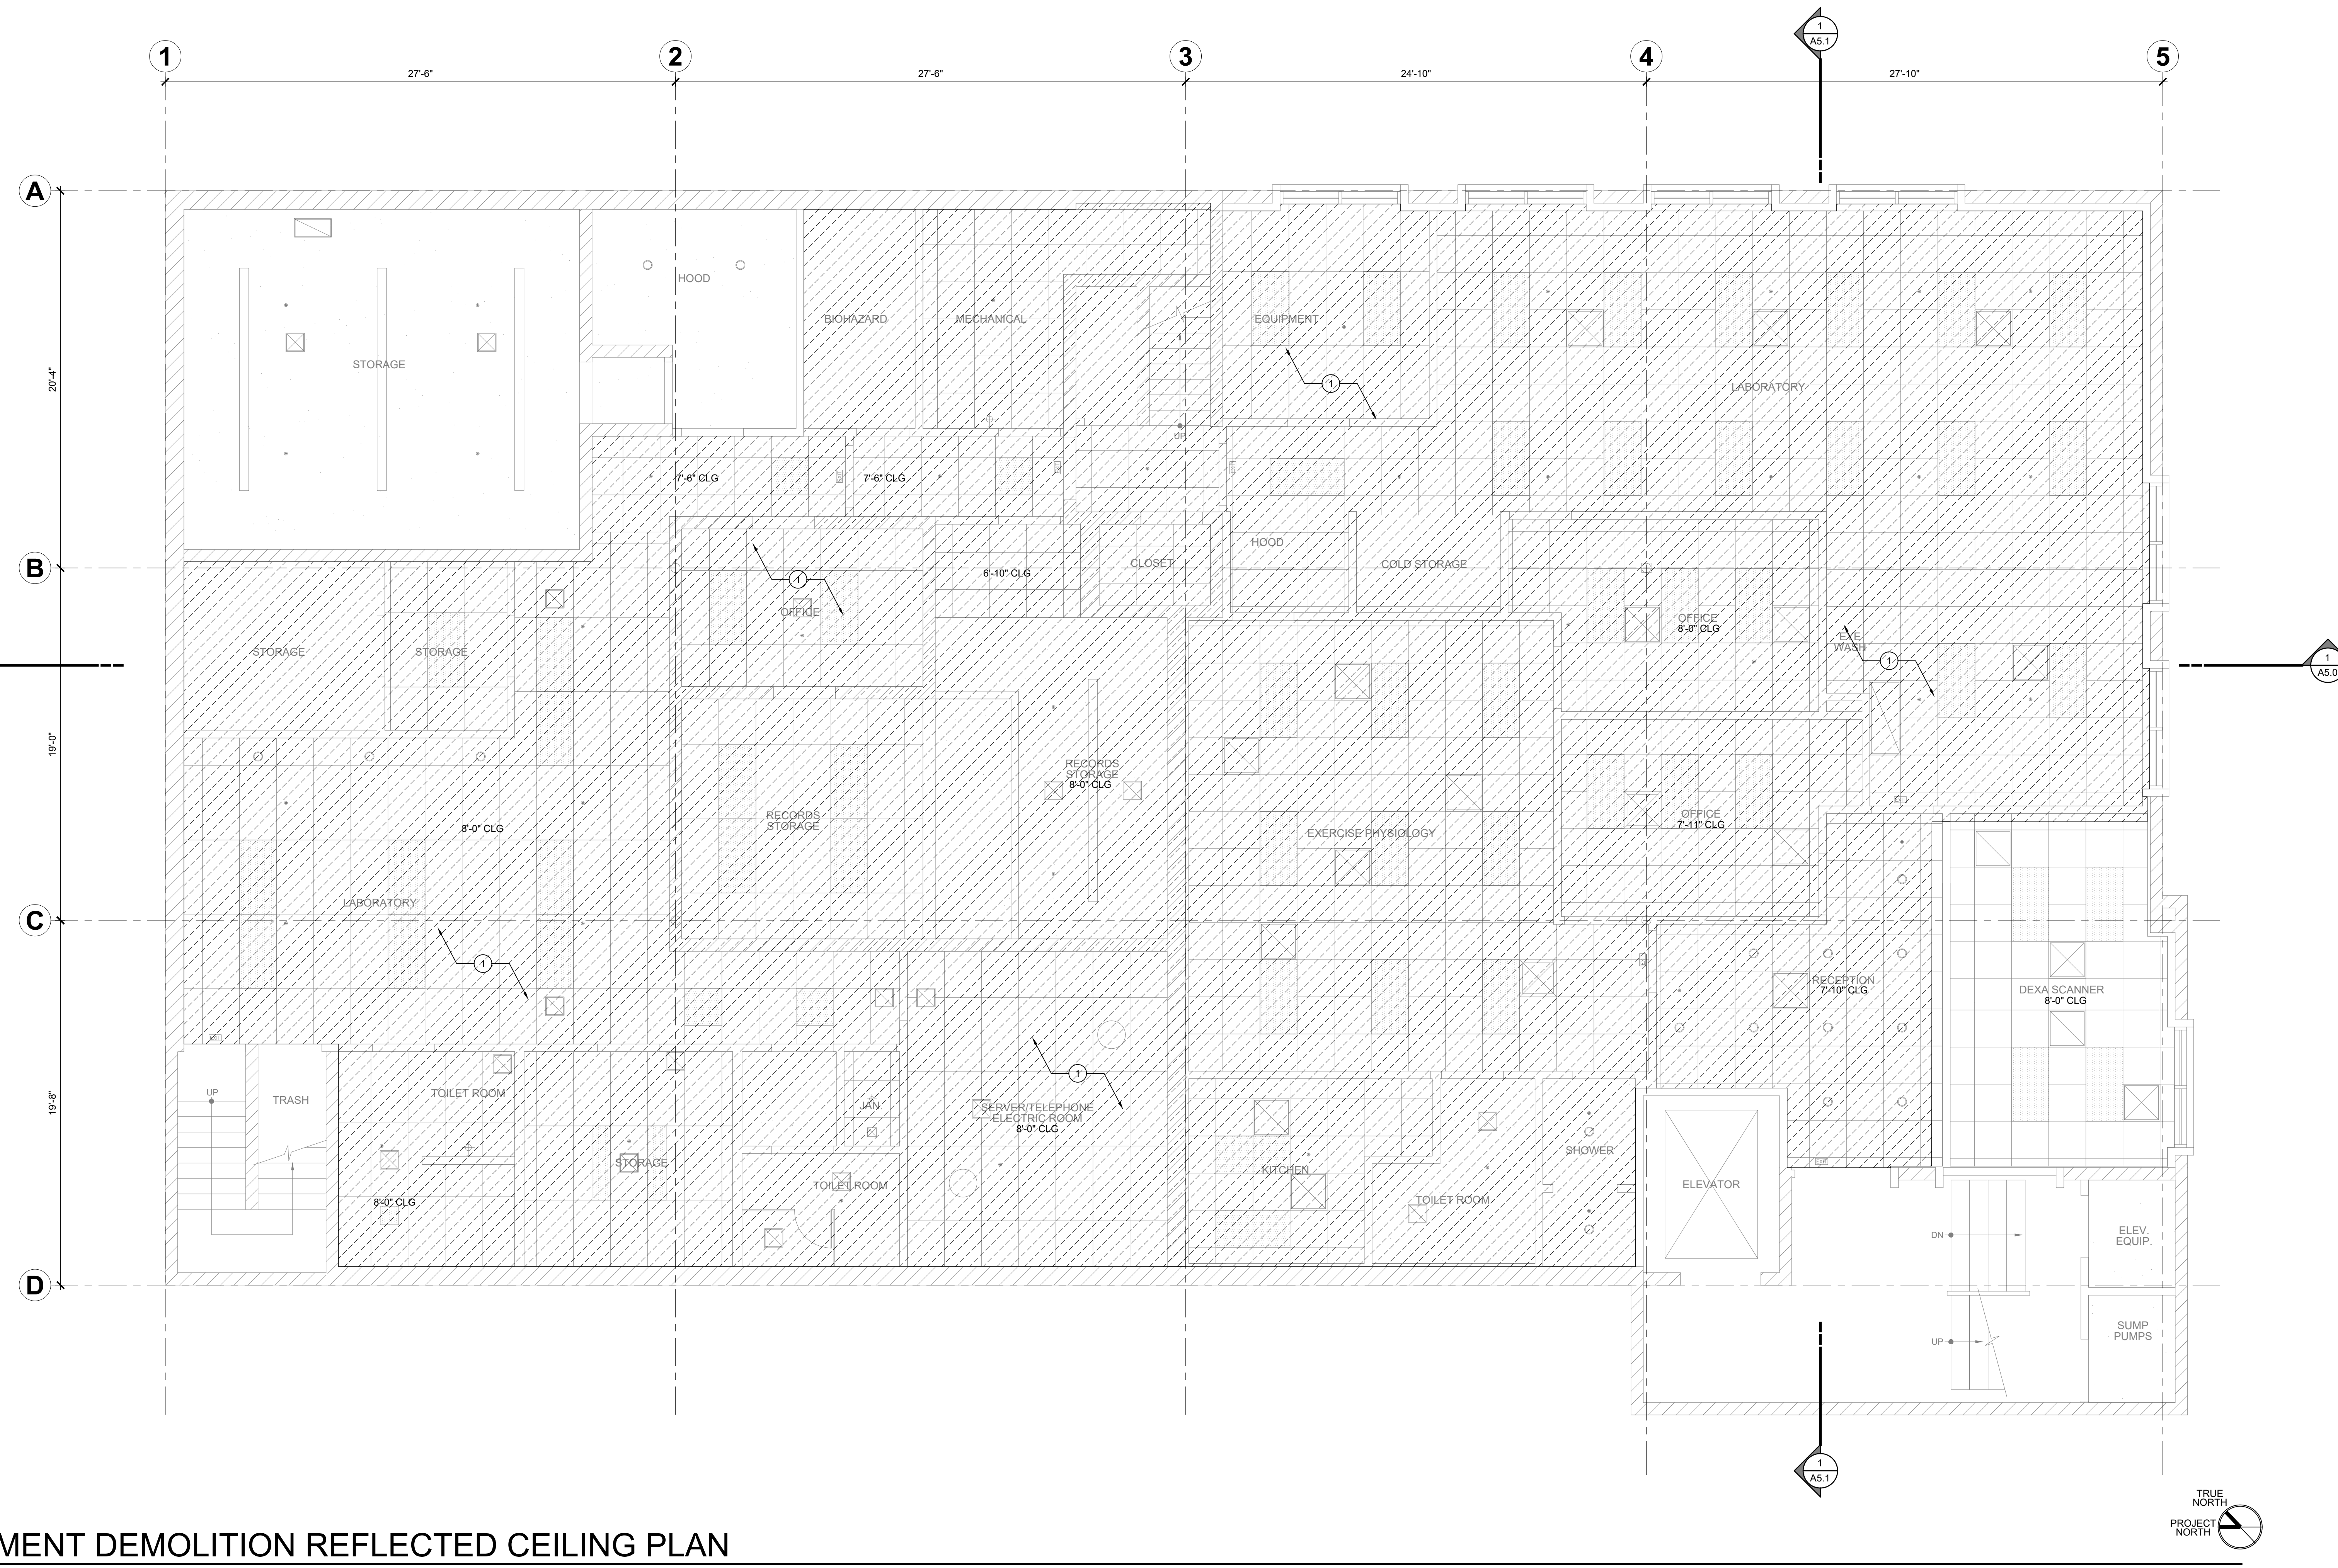 1
A5.1
1
2
3
4
5
27'-6"
27'-6"
24'-10"
27'-10"
A
HOOD
BIOHAZARD
MECHANICAL
EQUIPMENT
STORAGE
20'-4"
1
LABORATORY
UP
7'-6" CLG
7'-6" CLG
B
HOOD
CLOSET
COLD STORAGE
6'-10" CLG
1
OFFICE
OFFICE
8'-0" CLG
EYE
WASH
STORAGE
STORAGE
1
1
A5.0
19'-0"
RECORDS
STORAGE
8'-0" CLG
RECORDS
STORAGE
8'-0" CLG
EXERCISE PHYSIOLOGY
OFFICE
7'-11" CLG
LABORATORY
C
1
RECEPTION
7'-10" CLG
DEXA SCANNER
8'-0" CLG
1
UP
TRASH
TOILET ROOM
19'-8"
JAN.
SERVER/TELEPHONE
ELECTRIC ROOM
8'-0" CLG
SHOWER
STORAGE
KITCHEN
TOILET ROOM
ELEVATOR
8'-0" CLG
TOILET ROOM
DN
ELEV.
EQUIP.
D
UP
SUMP
PUMPS
1
A5.1
TRUE
NORTH
PROJECT
NORTH
MENT DEMOLITION REFLECTED CEILING PLAN